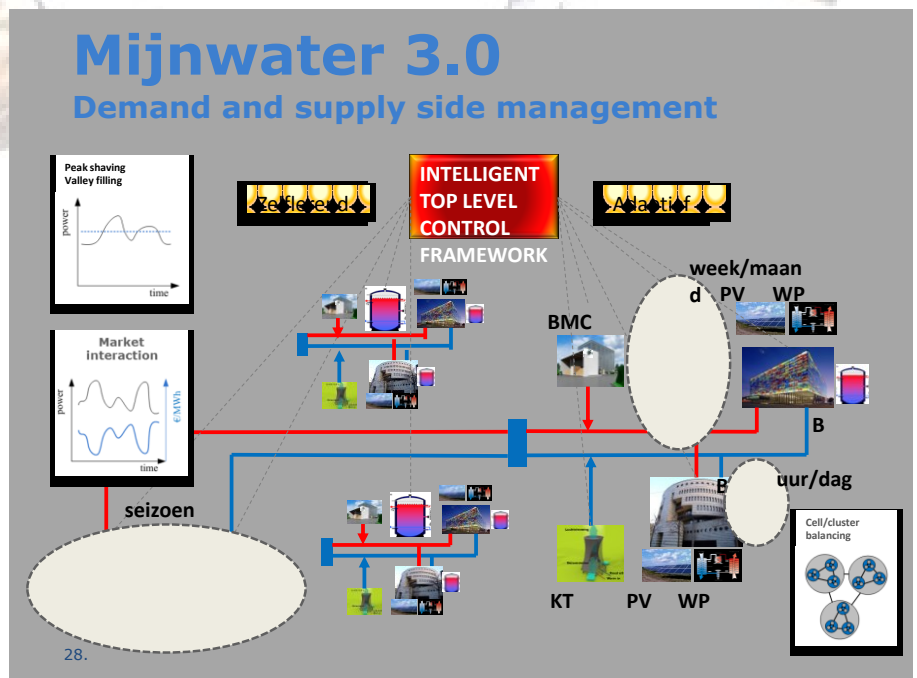 Mijnwater 3.0
Demand and supply side management
Peak shaving
Valley filling
power
time
Zelflerend
INTELLIGENT
TOP LEVEL
CONTROL
FRAMEWORK
Adaptief
week/maan
d PV WP
BMC
Market
interaction
power
€/MWh
time
B
B
uur/dag
seizoen
Cell/cluster
balancing
KT PV WP
28.